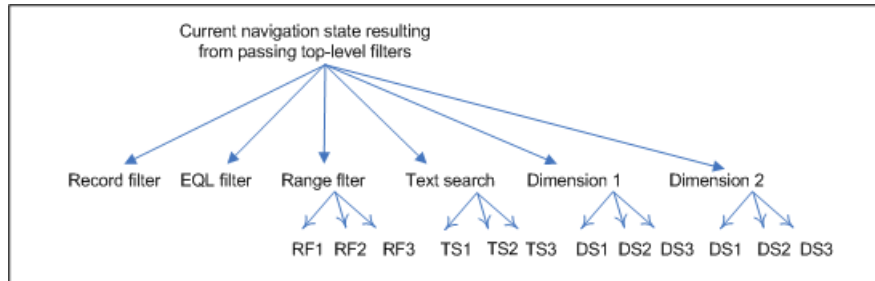 Current navigation state resulting
from passing top-level filters
Record filter EQL filter Range flter Text search Dimension 1 Dimension 2
RF1 RF2 RF3 TS1 TS2 TS3 DS1 DS2 DS3 DS1 DS2 DS3